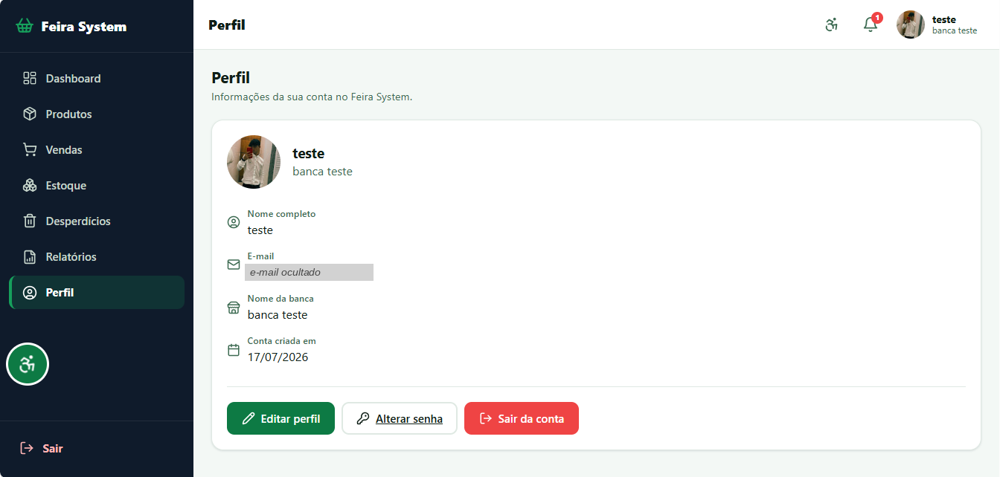 Feira System
Dashboard
Produtos
Vendas
Estoque
Desperdícios
Relatórios
Perfil
Sair
Perfil
1
teste
banca teste
Perfil
Informações da sua conta no Feira System.
teste
banca teste
Nome completo
teste
E-mail
e-mail ocultado
Nome da banca
banca teste
Conta criada em
17/07/2026
Editar perfil
Alterar senha
Sair da conta